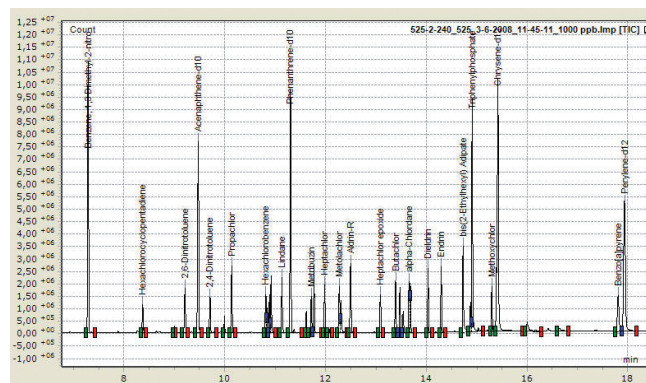 Count
525-2-240_525_3-6-2008_11-45-11_1000 ppb.lmp [TIC]
1,25 +07
1,20 +07
1,15 +07
1,10 +07
1,05 +07
1,00 +07
9,50 +06
9,00 +06
8,50 +06
8,00 +06
7,50 +06
7,00 +06
6,50 +06
6,00 +06
5,50 +06
5,00 +06
4,50 +06
4,00 +06
3,50 +06
3,00 +06
2,50 +06
2,00 +06
1,50 +06
1,00 +06
5,00 +05
0,00 +00
-5,00 +05
-1,00 +06
Benzene,1,3-Dimethyl-2-nitro
Hexachlorocyclopentadiene
2,6-Dinitrotoluene
Acenaphthene-d10
2,4-Dinitrotoluene
Propachlor
Hexachlorobenzene
Lindane
Phenanthrene-d10
Metribuzin
Heptachlor
Metolachlor
Aldrin-R
Heptachlor epoxide
Butachlor
alpha-Chlordane
Dieldrin
Endrin
bis(2-Ethylhexyl) Adipate
Triphenylphosphate
Methoxychlor
Chrysene-d1
Benzo[a]pyrene
Perylene-d12
8 10 12 14 16 18
min